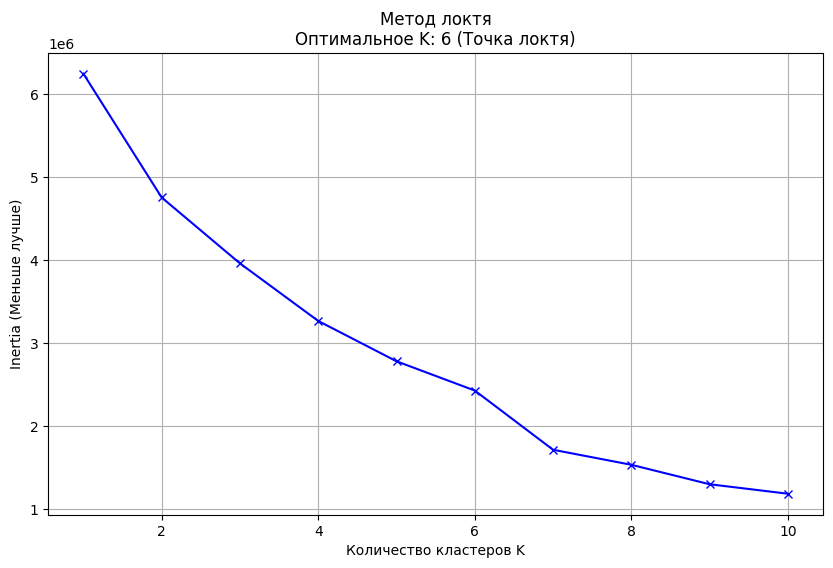 Метод локтя
Оптимальное K: 6 (Точка локтя)
1e6
6
5
4
3
2
1
Inertia (Меньше лучше)
2
4
6
8
10
Количество кластеров K